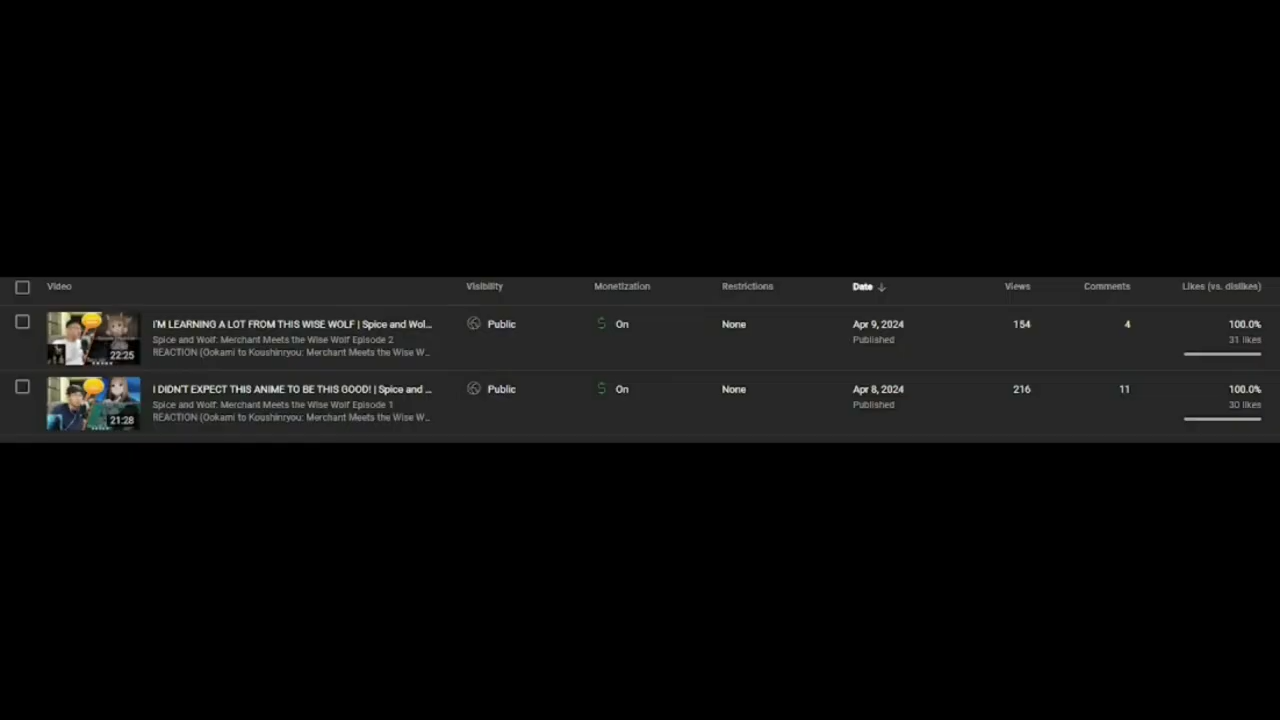 Video Visibility Monetization Restrictions Date ↓ Views Comments Likes (vs. dislikes)
I'M LEARNING A LOT FROM THIS WISE WOLF | Spice and Wol... Public On None Apr 9, 2024 154 4 100.0%
Spice and Wolf: Merchant Meets the Wise Wolf Episode 2 Published 31 likes
22:25 REACTION (Ookami to Koushinryou: Merchant Meets the Wise W...
I DIDN'T EXPECT THIS ANIME TO BE THIS GOOD! | Spice and ... Public On None Apr 8, 2024 216 11 100.0%
Spice and Wolf: Merchant Meets the Wise Wolf Episode 1 Published 30 likes
21:28 REACTION (Ookami to Koushinryou: Merchant Meets the Wise W...